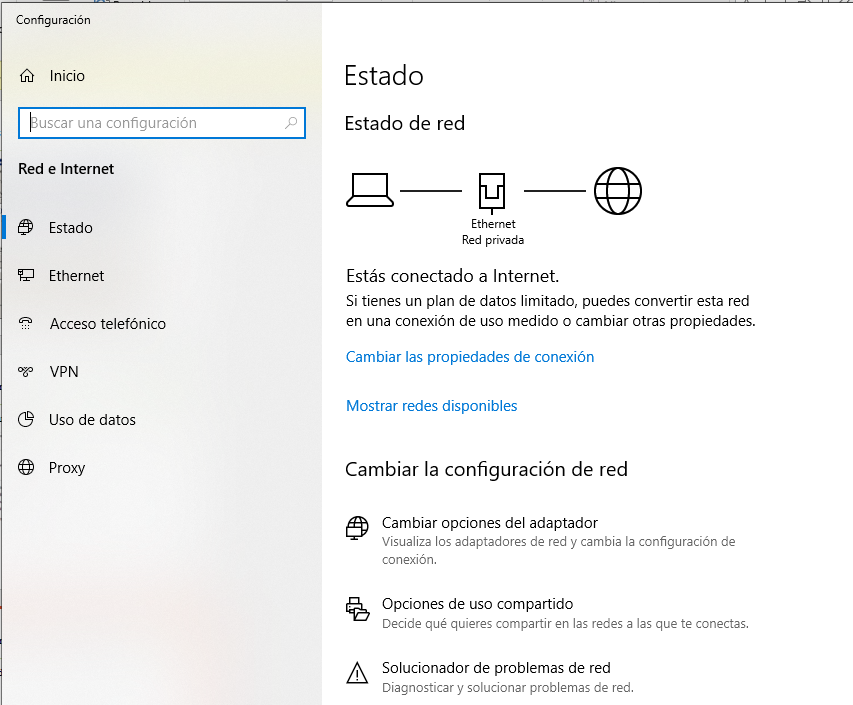 Configuración
Inicio
Buscar una configuración
Red e Internet
Estado
Ethernet
Acceso telefónico
VPN
Uso de datos
Proxy
Estado
Estado de red
Ethernet
Red privada
Estás conectado a Internet.
Si tienes un plan de datos limitado, puedes convertir esta red
en una conexión de uso medido o cambiar otras propiedades.
Cambiar las propiedades de conexión
Mostrar redes disponibles
Cambiar la configuración de red
Cambiar opciones del adaptador
Visualiza los adaptadores de red y cambia la configuración de
conexión.
Opciones de uso compartido
Decide qué quieres compartir en las redes a las que te conectas.
Solucionador de problemas de red
Diagnosticar y solucionar problemas de red.